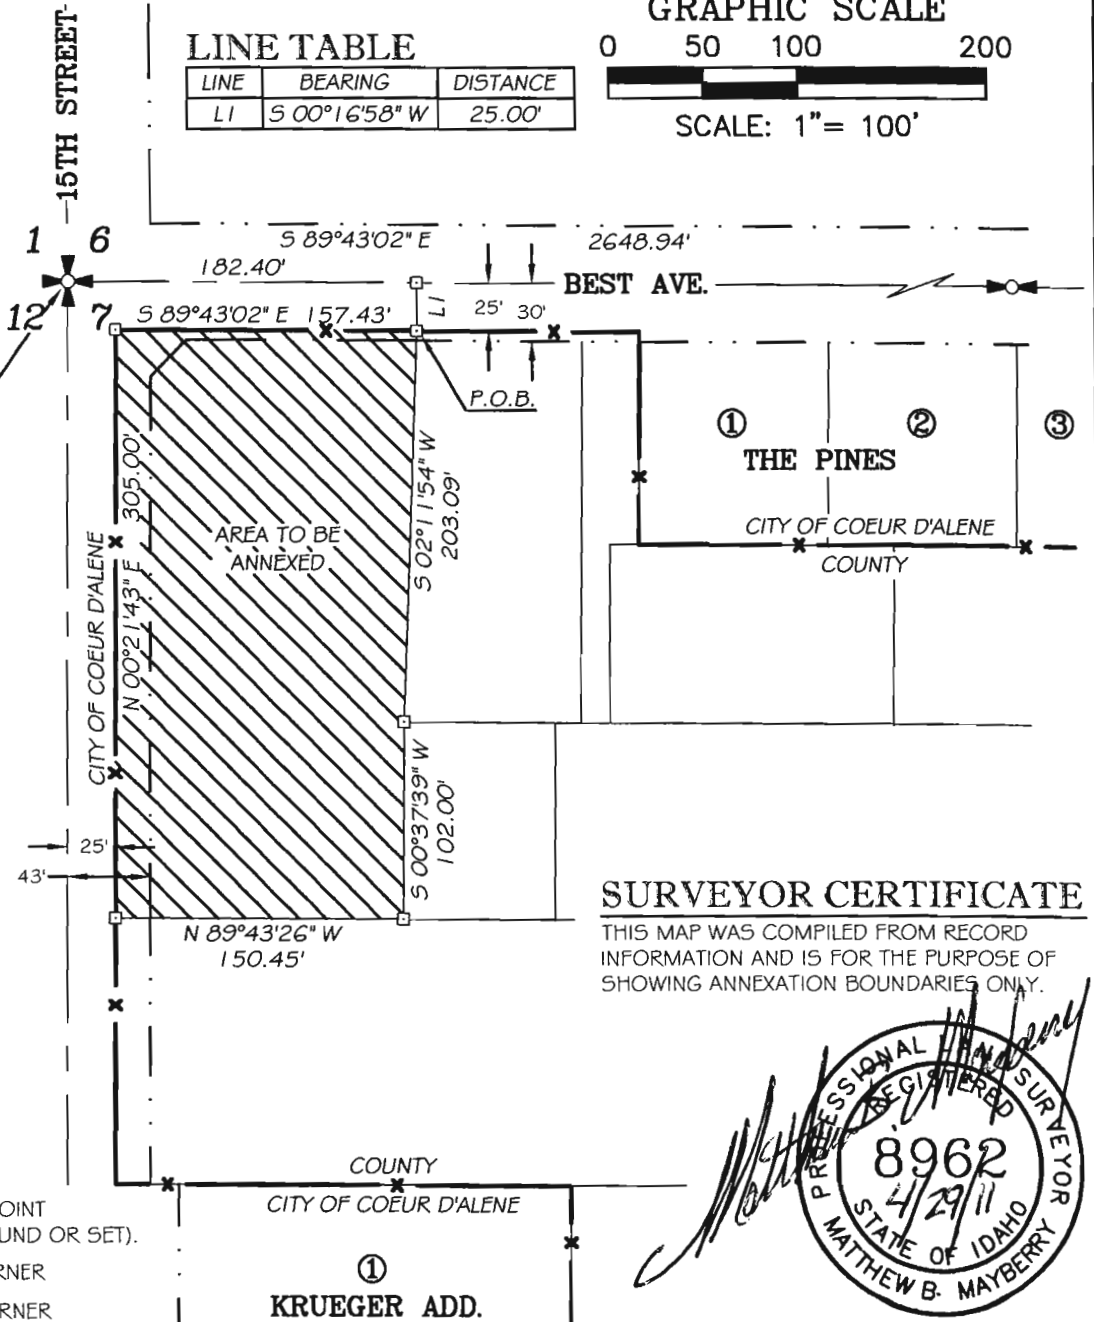 GRAPHIC SCALE
0 50 100 200
SCALE: 1"= 100'
LINE TABLE
LINE BEARING DISTANCE
L1 S 00°16'58" W 25.00'
15TH STREET
1 6
12 7
S 89°43'02" E 2648.94'
182.40'
BEST AVE.
S 89°43'02" E 157.43'
L1
25' 30'
P.O.B.
① ② ③
THE PINES
CITY OF COEUR D'ALENE
COUNTY
AREA TO BE
ANNEXED
N 00°21'43" E 305.00'
CITY OF COEUR D'ALENE
S 02°11'54" W
203.09'
S 00°37'39" W
102.00'
25'
43'
N 89°43'26" W
150.45'
SURVEYOR CERTIFICATE
THIS MAP WAS COMPILED FROM RECORD
INFORMATION AND IS FOR THE PURPOSE OF
SHOWING ANNEXATION BOUNDARIES ONLY.
PROFESSIONAL LAND SURVEYOR
REGISTERED
8962
4/29/11
STATE OF IDAHO
MATTHEW B. MAYBERRY
COUNTY
CITY OF COEUR D'ALENE
①
KRUEGER ADD.
OINT
UND OR SET).
RNER
RNER